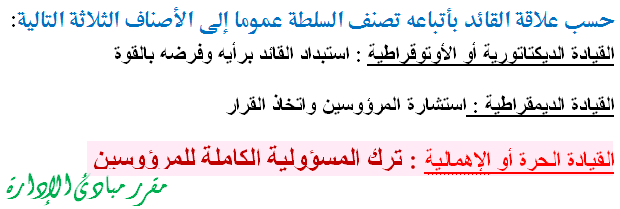 حسب علاقة القائد بأتباعه تصنف السلطة عموما إلى الأصناف الثلاثة التالية:
القيادة الديكتاتورية أو الأوتوقراطية : استبداد القائد برأيه وفرضه بالقوة
القيادة الديمقراطية : استشارة المرؤوسين واتخاذ القرار
القيادة الحرة أو الإهمالية : ترك المسؤولية الكاملة للمرؤوسين
مقرر مبادئ الإدارة